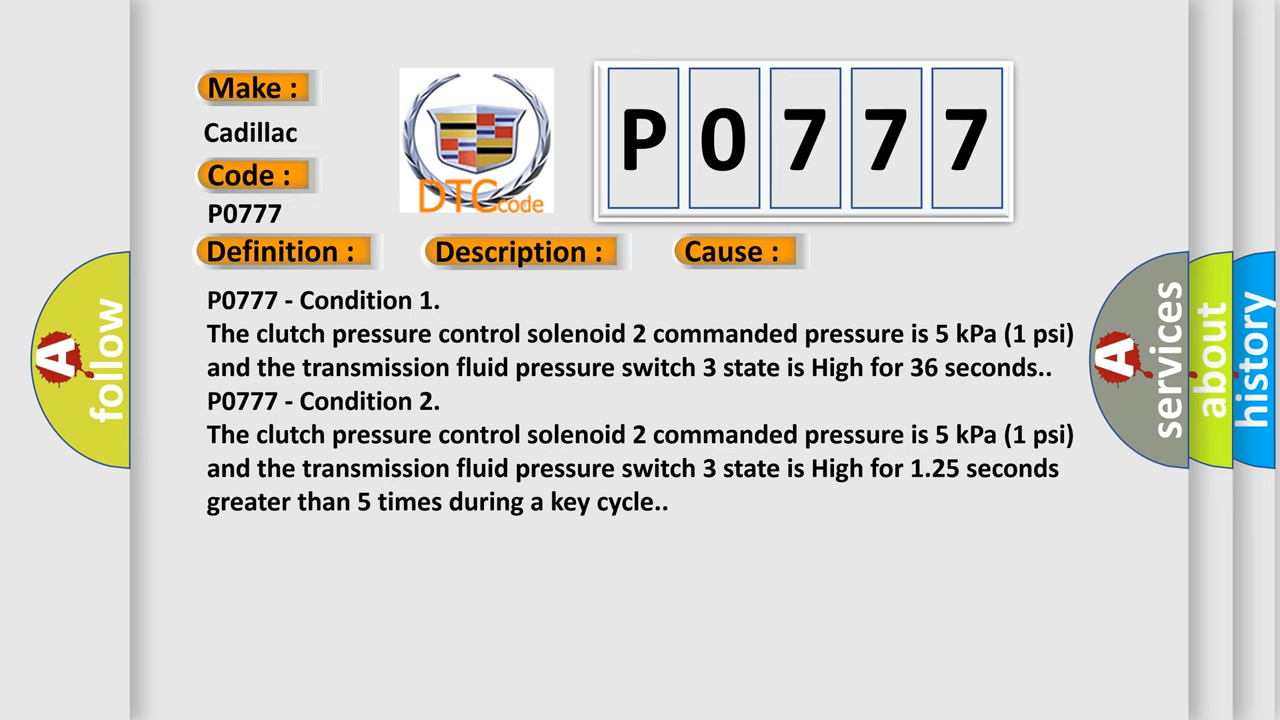 Make :
Cadillac
Code :
P0777
DTC code
P0777
Definition :
Description :
Cause :
P0777 - Condition 1.
The clutch pressure control solenoid 2 commanded pressure is 5 kPa (1 psi)
and the transmission fluid pressure switch 3 state is High for 36 seconds..
P0777 - Condition 2.
The clutch pressure control solenoid 2 commanded pressure is 5 kPa (1 psi)
and the transmission fluid pressure switch 3 state is High for 1.25 seconds
greater than 5 times during a key cycle..
A
follow
A
services
about
history